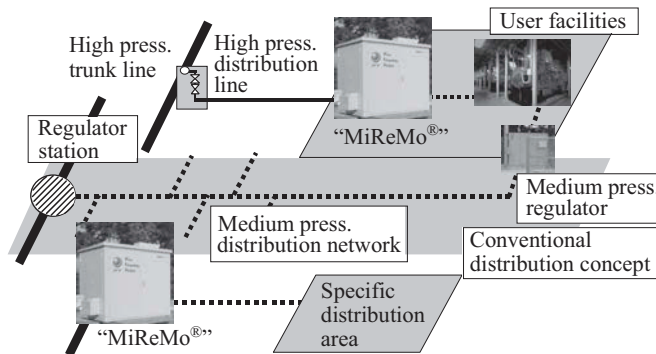 User facilities
High press.
trunk line
High press.
distribution
line
"MiReMo®"
Regulator
station
Medium press.
regulator
Medium press.
distribution network
Conventional
distribution concept
Specific
distribution
area
"MiReMo®"